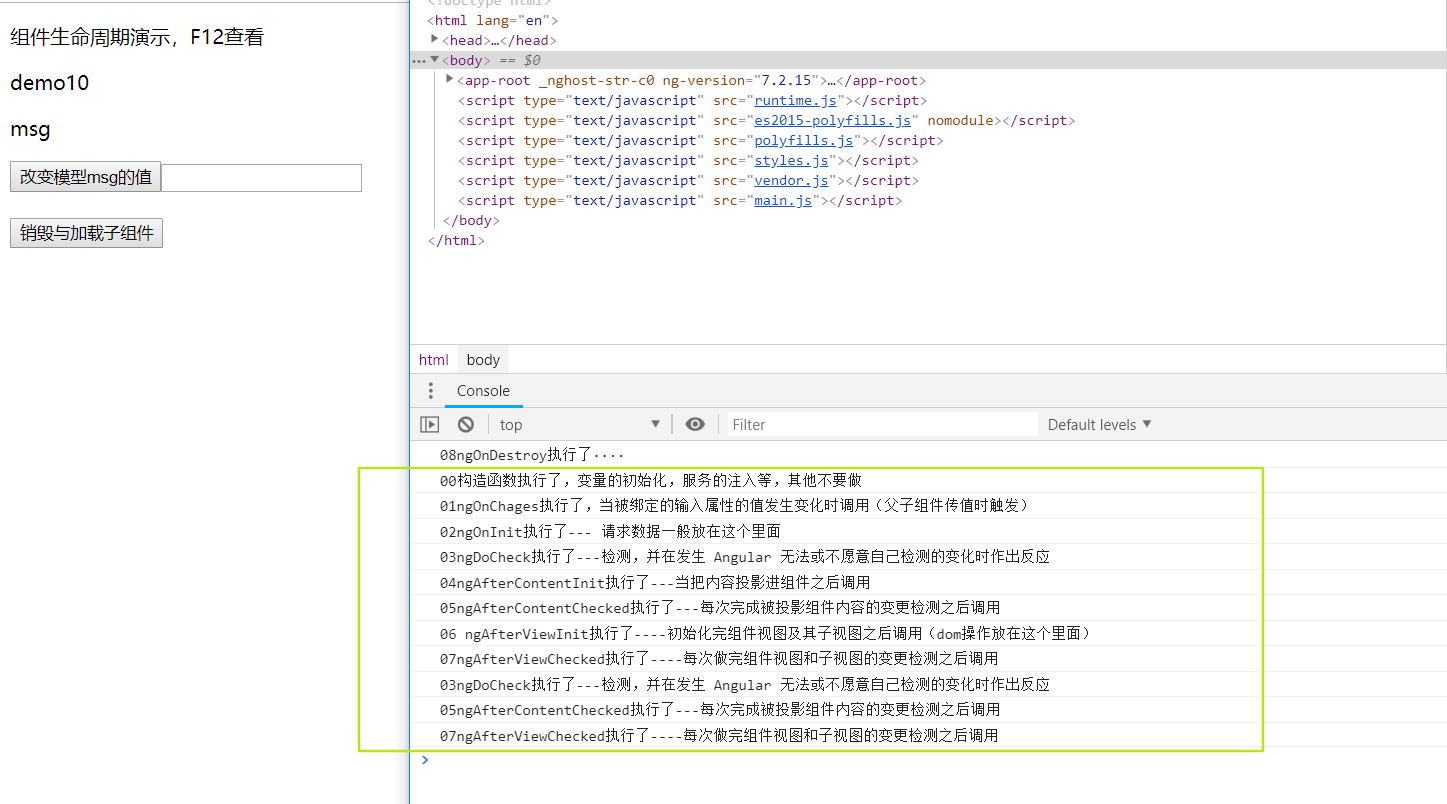 组件生命周期演示，F12查看
demo10
msg
改变模型msg的值
销毁与加载子组件
<!doctype html>
<html lang="en">
<head>…</head>
<body> == $0
<app-root _nghost-str-c0 ng-version="7.2.15">…</app-root>
<script type="text/javascript" src="runtime.js"></script>
<script type="text/javascript" src="es2015-polyfills.js" nomodule></script>
<script type="text/javascript" src="polyfills.js"></script>
<script type="text/javascript" src="styles.js"></script>
<script type="text/javascript" src="vendor.js"></script>
<script type="text/javascript" src="main.js"></script>
</body>
</html>
html body
Console
top Filter Default levels
08ngOnDestroy执行了····
00构造函数执行了，变量的初始化，服务的注入等，其他不要做
01ngOnChages执行了，当被绑定的输入属性的值发生变化时调用（父子组件传值时触发）
02ngOnInit执行了--- 请求数据一般放在这个里面
03ngDoCheck执行了---检测，并在发生 Angular 无法或不愿意自己检测的变化时作出反应
04ngAfterContentInit执行了---当把内容投影进组件之后调用
05ngAfterContentChecked执行了---每次完成被投影组件内容的变更检测之后调用
06 ngAfterViewInit执行了----初始化完组件视图及其子视图之后调用（dom操作放在这个里面）
07ngAfterViewChecked执行了----每次做完组件视图和子视图的变更检测之后调用
03ngDoCheck执行了---检测，并在发生 Angular 无法或不愿意自己检测的变化时作出反应
05ngAfterContentChecked执行了---每次完成被投影组件内容的变更检测之后调用
07ngAfterViewChecked执行了----每次做完组件视图和子视图的变更检测之后调用